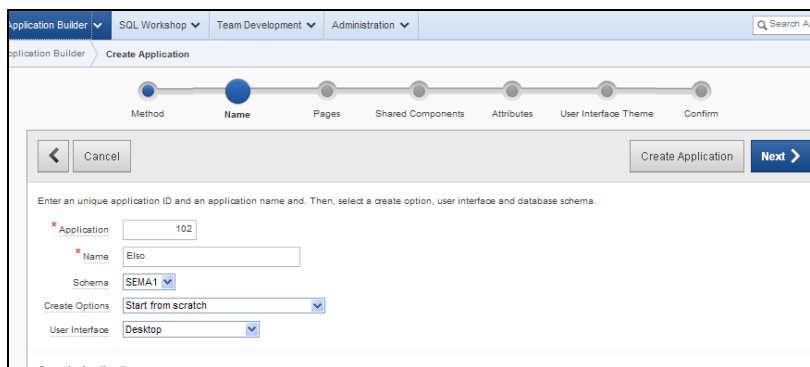 Application Builder SQL Workshop Team Development Administration Search
Application Builder Create Application
Method Name Pages Shared Components Attributes User Interface Theme Confirm
Cancel Create Application Next
Enter an unique application ID and an application name and. Then, select a create option, user interface and database schema.
* Application 102
* Name Elso
Schema SEMA1
Create Options Start from scratch
User Interface Desktop